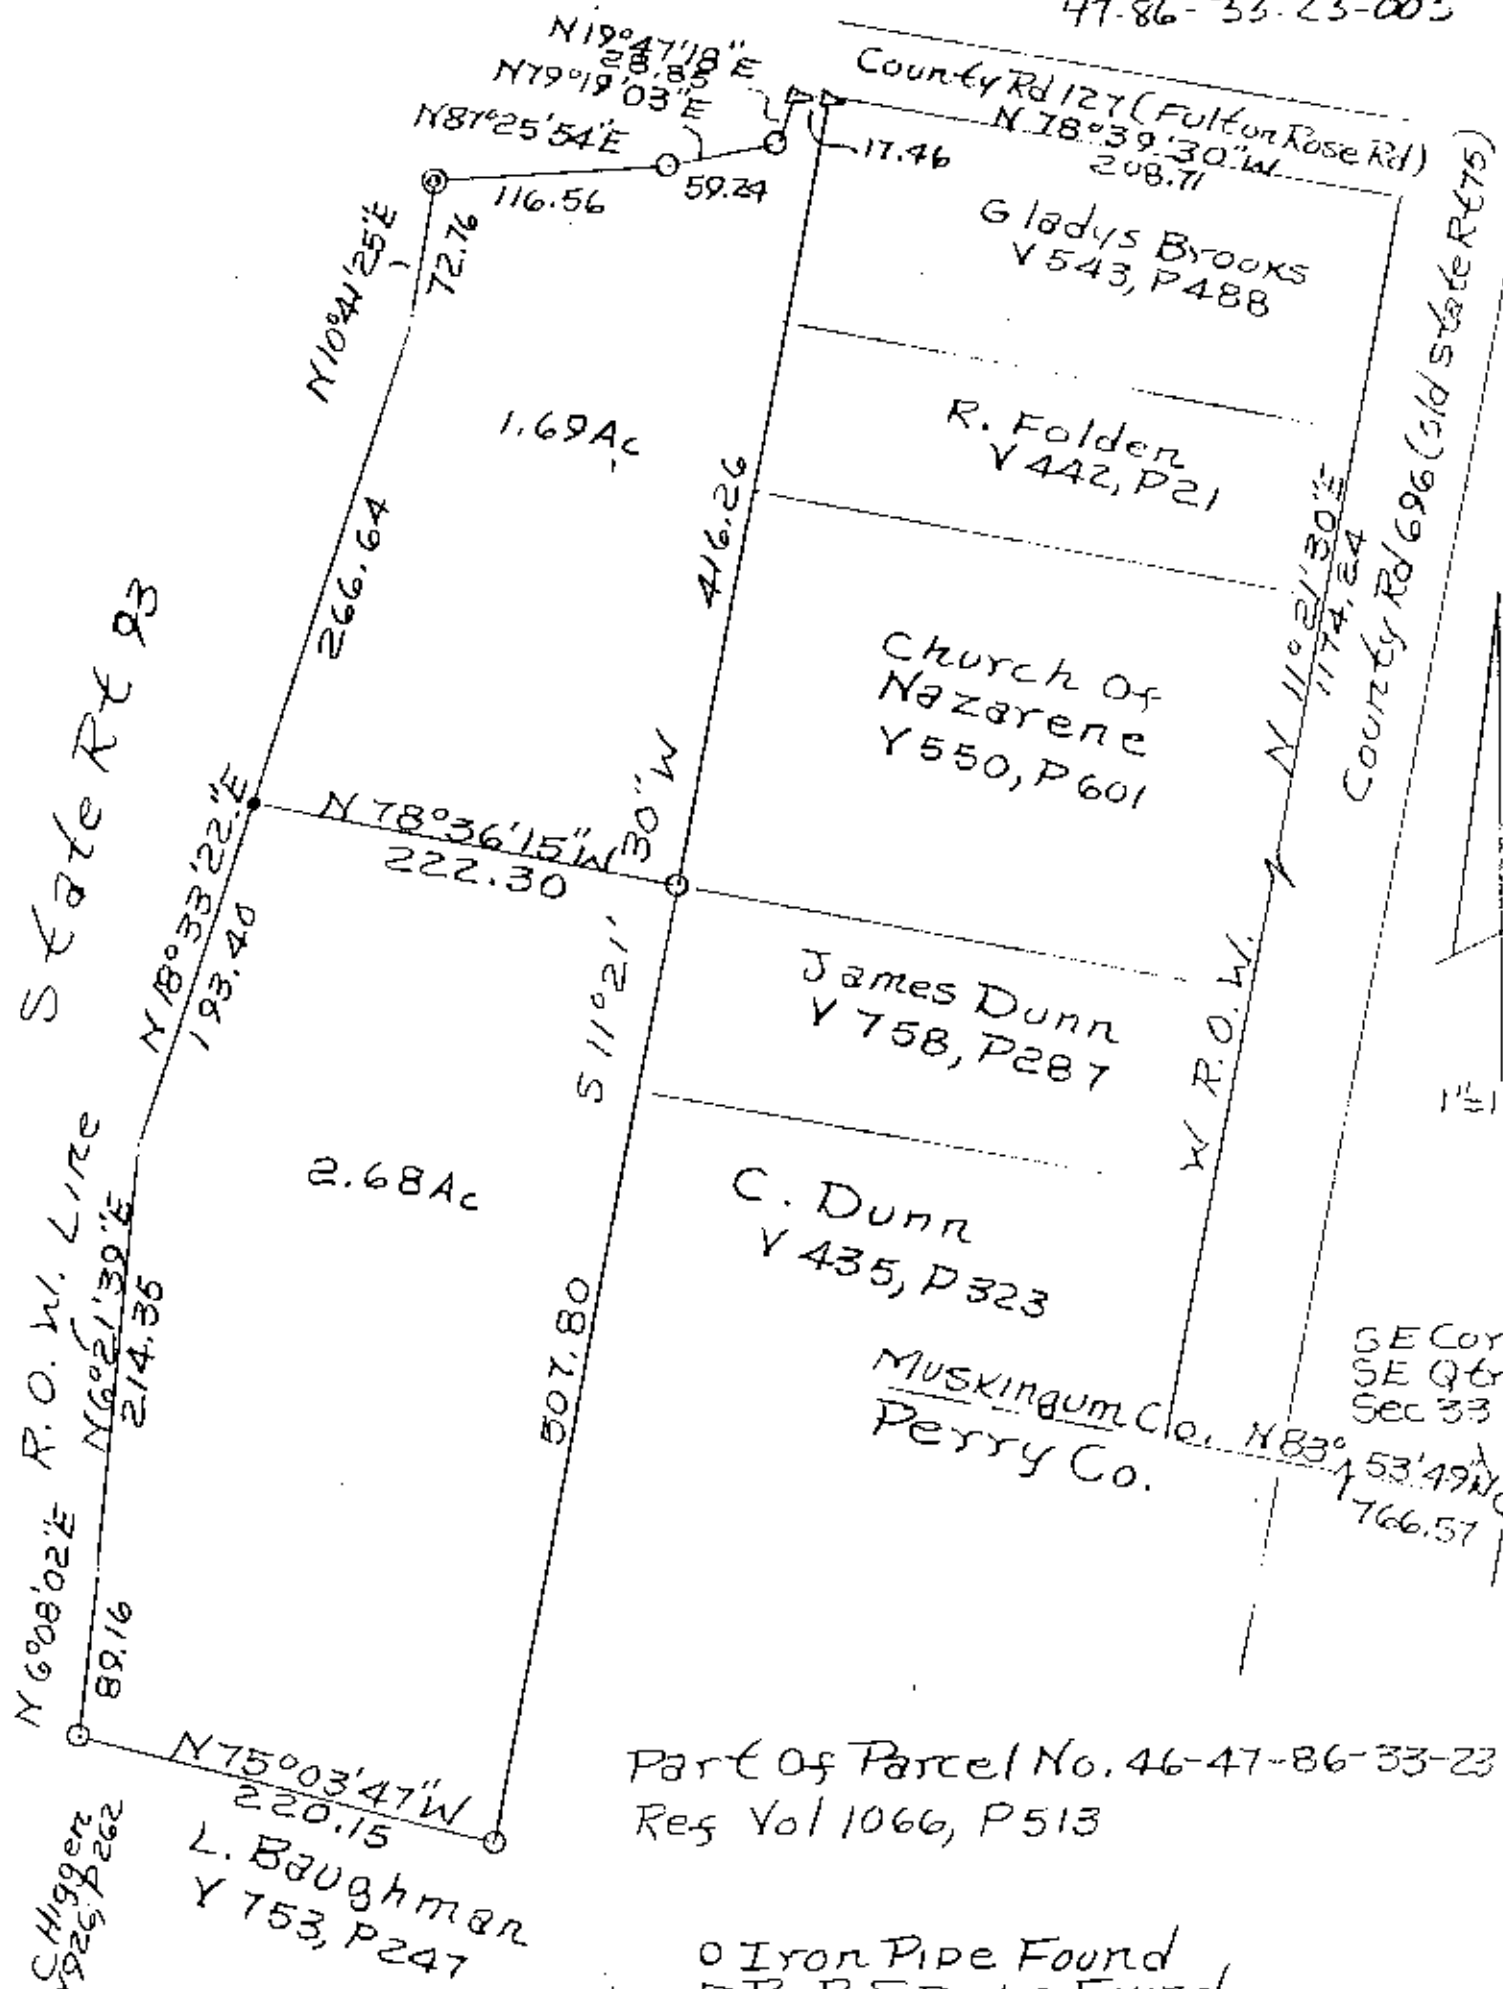 47-86-33-23-003
N19°47'18"E
28.85
N79°19'03"E
N87°25'54"E
County Rd 127 (Fulton Rose Rd)
N 78°39'30"W
208.71
17.46
116.56
59.24
N10°41'25"E
72.76
Gladys Brooks
V 543, P488
1.69Ac
R. Folden
V 442, P21
266.64
416.26
N 11°21'30"E
1174.24
County Rd 696 (old state Rt 75)
State Rt 93
Church Of
Nazarene
V 550, P 601
N 78°36'15"W
222.30
N 18°33'22"E
193.40
S 11°21'30"W
James Dunn
V 758, P287
W R.O.W.
1"=1
2.68Ac
C. Dunn
V 435, P323
R.O.W. Line
N6°21'39"E
214.35
507.80
Muskingum Co.
Perry Co.
SE Cor
SE Qtr
Sec 33
N83°53'49"W
766.57
N6°08'02"E
89.16
N75°03'47"W
220.15
L. Baughman
V 753, P247
Part Of Parcel No. 46-47-86-33-23
Ref Vol 1066, P513
C Higgen
926, P262
o Iron Pipe Found